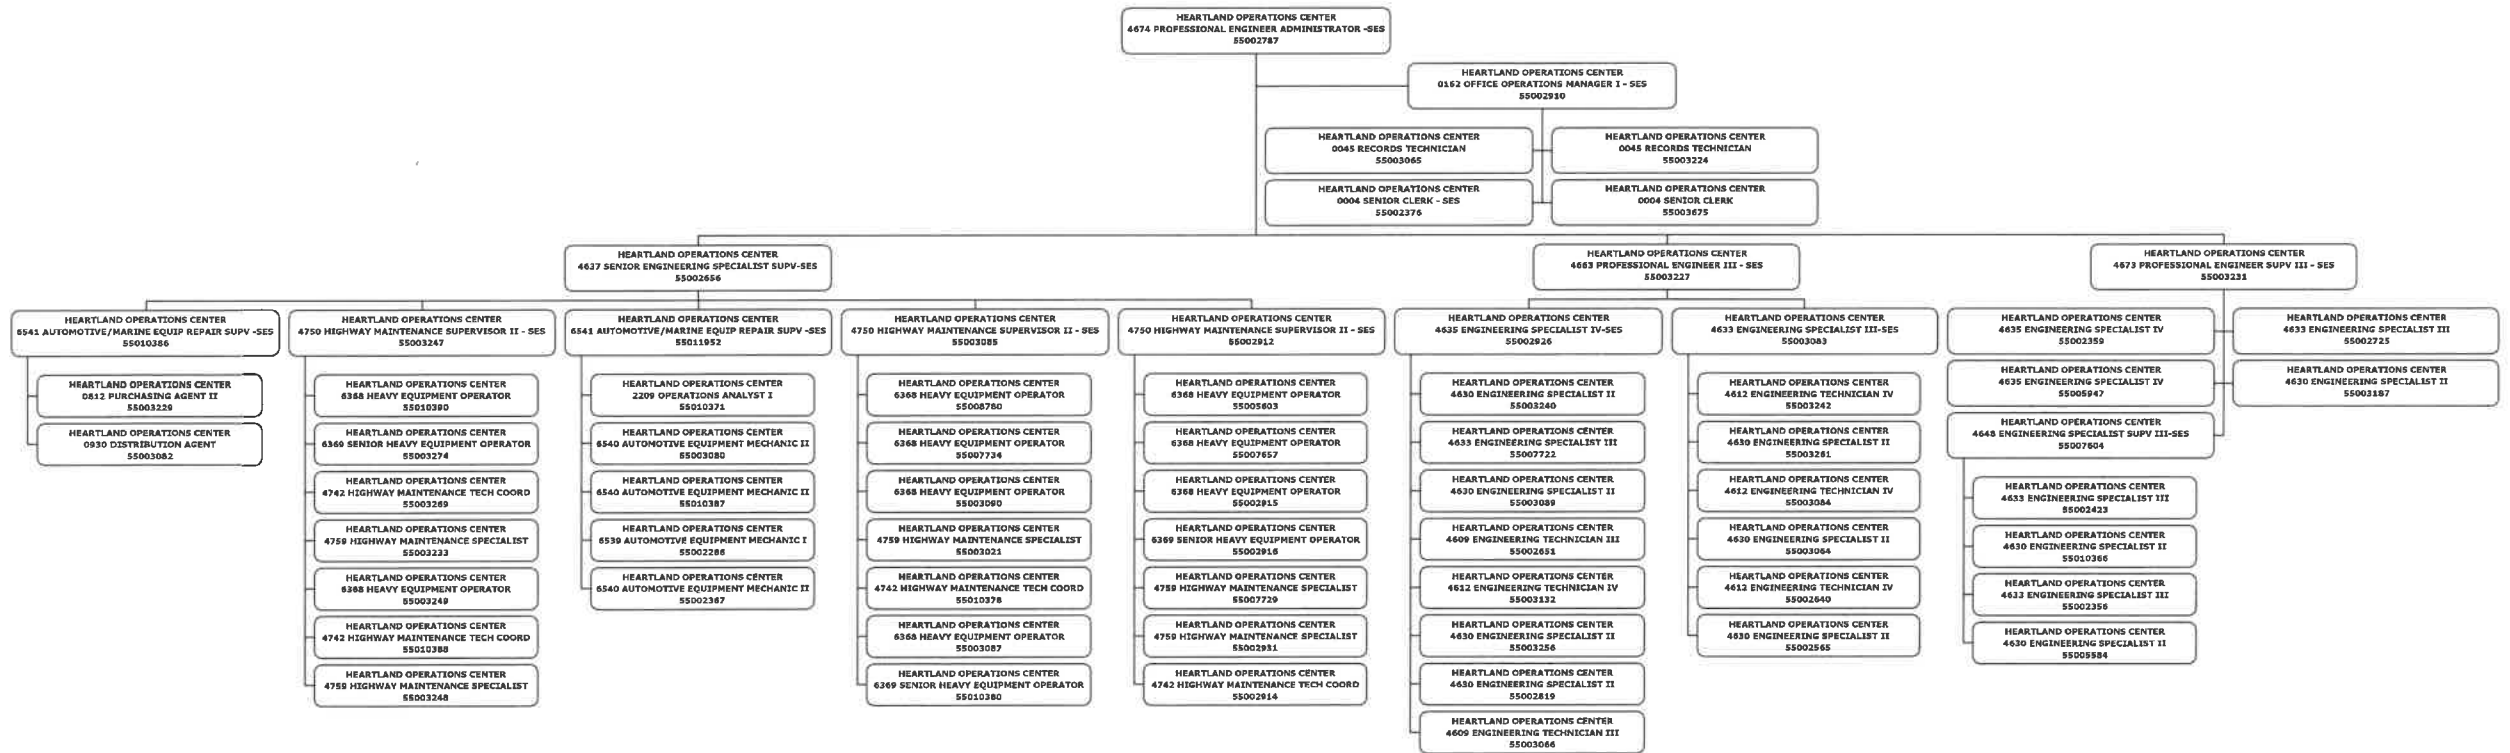 HEARTLAND OPERATIONS CENTER
4674 PROFESSIONAL ENGINEER ADMINISTRATOR -SES
55002787
HEARTLAND OPERATIONS CENTER
0162 OFFICE OPERATIONS MANAGER I - SES
55002910
HEARTLAND OPERATIONS CENTER
0045 RECORDS TECHNICIAN
55003065
HEARTLAND OPERATIONS CENTER
0045 RECORDS TECHNICIAN
55003224
HEARTLAND OPERATIONS CENTER
0004 SENIOR CLERK - SES
55002376
HEARTLAND OPERATIONS CENTER
0004 SENIOR CLERK
55003675
HEARTLAND OPERATIONS CENTER
4637 SENIOR ENGINEERING SPECIALIST SUPV-SES
55002656
HEARTLAND OPERATIONS CENTER
4663 PROFESSIONAL ENGINEER III - SES
55003227
HEARTLAND OPERATIONS CENTER
4673 PROFESSIONAL ENGINEER SUPV III - SES
55003231
HEARTLAND OPERATIONS CENTER
6541 AUTOMOTIVE/MARINE EQUIP REPAIR SUPV -SES
55010386
HEARTLAND OPERATIONS CENTER
0812 PURCHASING AGENT II
55003229
HEARTLAND OPERATIONS CENTER
0930 DISTRIBUTION AGENT
55003082
HEARTLAND OPERATIONS CENTER
4750 HIGHWAY MAINTENANCE SUPERVISOR II - SES
55003247
HEARTLAND OPERATIONS CENTER
6368 HEAVY EQUIPMENT OPERATOR
55010390
HEARTLAND OPERATIONS CENTER
6369 SENIOR HEAVY EQUIPMENT OPERATOR
55003274
HEARTLAND OPERATIONS CENTER
4742 HIGHWAY MAINTENANCE TECH COORD
55003269
HEARTLAND OPERATIONS CENTER
4759 HIGHWAY MAINTENANCE SPECIALIST
55003233
HEARTLAND OPERATIONS CENTER
6368 HEAVY EQUIPMENT OPERATOR
55003249
HEARTLAND OPERATIONS CENTER
4742 HIGHWAY MAINTENANCE TECH COORD
55010388
HEARTLAND OPERATIONS CENTER
4759 HIGHWAY MAINTENANCE SPECIALIST
55003248
HEARTLAND OPERATIONS CENTER
6541 AUTOMOTIVE/MARINE EQUIP REPAIR SUPV -SES
55011952
HEARTLAND OPERATIONS CENTER
2209 OPERATIONS ANALYST I
55010371
HEARTLAND OPERATIONS CENTER
6540 AUTOMOTIVE EQUIPMENT MECHANIC II
55003080
HEARTLAND OPERATIONS CENTER
6540 AUTOMOTIVE EQUIPMENT MECHANIC II
55010387
HEARTLAND OPERATIONS CENTER
6539 AUTOMOTIVE EQUIPMENT MECHANIC I
55002286
HEARTLAND OPERATIONS CENTER
6540 AUTOMOTIVE EQUIPMENT MECHANIC II
55002367
HEARTLAND OPERATIONS CENTER
4750 HIGHWAY MAINTENANCE SUPERVISOR II - SES
55003085
HEARTLAND OPERATIONS CENTER
6368 HEAVY EQUIPMENT OPERATOR
55008760
HEARTLAND OPERATIONS CENTER
6368 HEAVY EQUIPMENT OPERATOR
55007734
HEARTLAND OPERATIONS CENTER
6368 HEAVY EQUIPMENT OPERATOR
55003090
HEARTLAND OPERATIONS CENTER
4759 HIGHWAY MAINTENANCE SPECIALIST
55003021
HEARTLAND OPERATIONS CENTER
4742 HIGHWAY MAINTENANCE TECH COORD
55010378
HEARTLAND OPERATIONS CENTER
6368 HEAVY EQUIPMENT OPERATOR
55003087
HEARTLAND OPERATIONS CENTER
6369 SENIOR HEAVY EQUIPMENT OPERATOR
55010380
HEARTLAND OPERATIONS CENTER
4750 HIGHWAY MAINTENANCE SUPERVISOR II - SES
55002912
HEARTLAND OPERATIONS CENTER
6368 HEAVY EQUIPMENT OPERATOR
55005603
HEARTLAND OPERATIONS CENTER
6368 HEAVY EQUIPMENT OPERATOR
55007657
HEARTLAND OPERATIONS CENTER
6368 HEAVY EQUIPMENT OPERATOR
55002915
HEARTLAND OPERATIONS CENTER
6369 SENIOR HEAVY EQUIPMENT OPERATOR
55002916
HEARTLAND OPERATIONS CENTER
4759 HIGHWAY MAINTENANCE SPECIALIST
55007729
HEARTLAND OPERATIONS CENTER
4759 HIGHWAY MAINTENANCE SPECIALIST
55002931
HEARTLAND OPERATIONS CENTER
4742 HIGHWAY MAINTENANCE TECH COORD
55002914
HEARTLAND OPERATIONS CENTER
4635 ENGINEERING SPECIALIST IV-SES
55002926
HEARTLAND OPERATIONS CENTER
4630 ENGINEERING SPECIALIST II
55003240
HEARTLAND OPERATIONS CENTER
4633 ENGINEERING SPECIALIST III
55007722
HEARTLAND OPERATIONS CENTER
4630 ENGINEERING SPECIALIST II
55003089
HEARTLAND OPERATIONS CENTER
4609 ENGINEERING TECHNICIAN III
55002651
HEARTLAND OPERATIONS CENTER
4612 ENGINEERING TECHNICIAN IV
55003132
HEARTLAND OPERATIONS CENTER
4630 ENGINEERING SPECIALIST II
55003256
HEARTLAND OPERATIONS CENTER
4630 ENGINEERING SPECIALIST II
55002819
HEARTLAND OPERATIONS CENTER
4609 ENGINEERING TECHNICIAN III
55003066
HEARTLAND OPERATIONS CENTER
4633 ENGINEERING SPECIALIST III-SES
55003083
HEARTLAND OPERATIONS CENTER
4612 ENGINEERING TECHNICIAN IV
55003242
HEARTLAND OPERATIONS CENTER
4630 ENGINEERING SPECIALIST II
55003261
HEARTLAND OPERATIONS CENTER
4612 ENGINEERING TECHNICIAN IV
55003084
HEARTLAND OPERATIONS CENTER
4630 ENGINEERING SPECIALIST II
55003064
HEARTLAND OPERATIONS CENTER
4612 ENGINEERING TECHNICIAN IV
55002640
HEARTLAND OPERATIONS CENTER
4630 ENGINEERING SPECIALIST II
55002565
HEARTLAND OPERATIONS CENTER
4635 ENGINEERING SPECIALIST IV
55002359
HEARTLAND OPERATIONS CENTER
4633 ENGINEERING SPECIALIST III
55002725
HEARTLAND OPERATIONS CENTER
4635 ENGINEERING SPECIALIST IV
55005947
HEARTLAND OPERATIONS CENTER
4630 ENGINEERING SPECIALIST II
55003187
HEARTLAND OPERATIONS CENTER
4648 ENGINEERING SPECIALIST SUPV III-SES
55007604
HEARTLAND OPERATIONS CENTER
4633 ENGINEERING SPECIALIST III
55002423
HEARTLAND OPERATIONS CENTER
4630 ENGINEERING SPECIALIST II
55010366
HEARTLAND OPERATIONS CENTER
4633 ENGINEERING SPECIALIST III
55002356
HEARTLAND OPERATIONS CENTER
4630 ENGINEERING SPECIALIST II
55005584